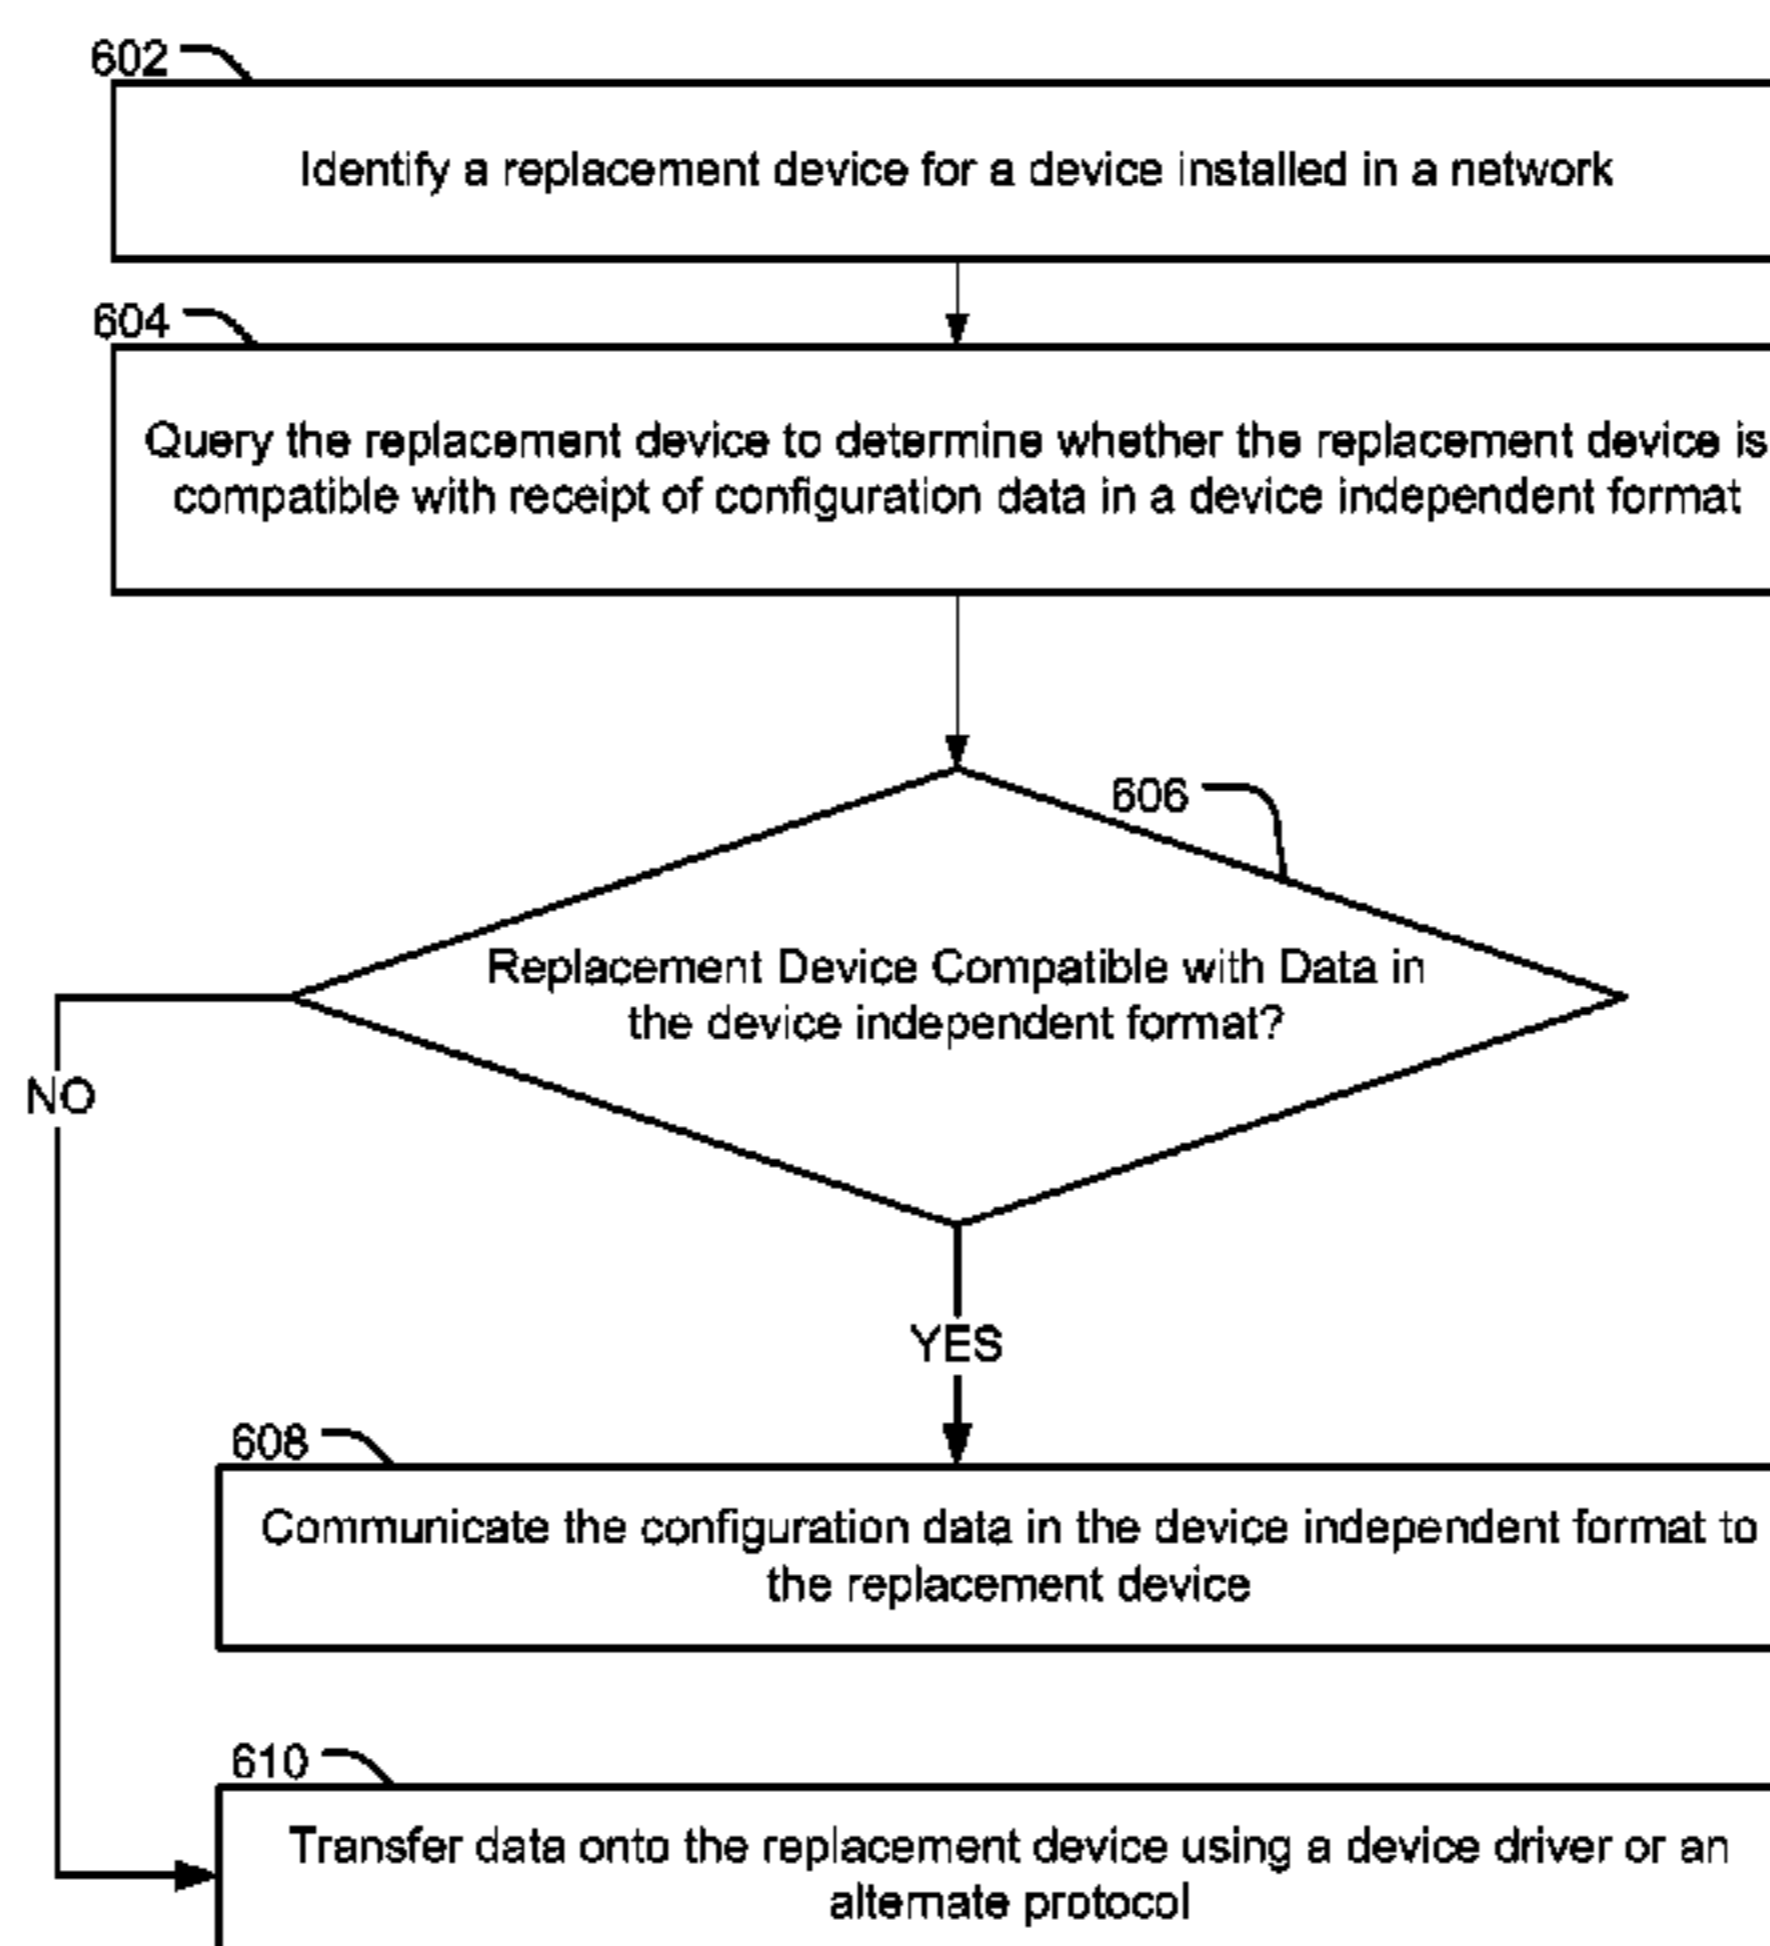 602
Identify a replacement device for a device installed in a network
604
Query the replacement device to determine whether the replacement device is
compatible with receipt of configuration data in a device independent format
606
Replacement Device Compatible with Data in
the device independent format?
NO
YES
608
Communicate the configuration data in the device independent format to
the replacement device
610
Transfer data onto the replacement device using a device driver or an
alternate protocol